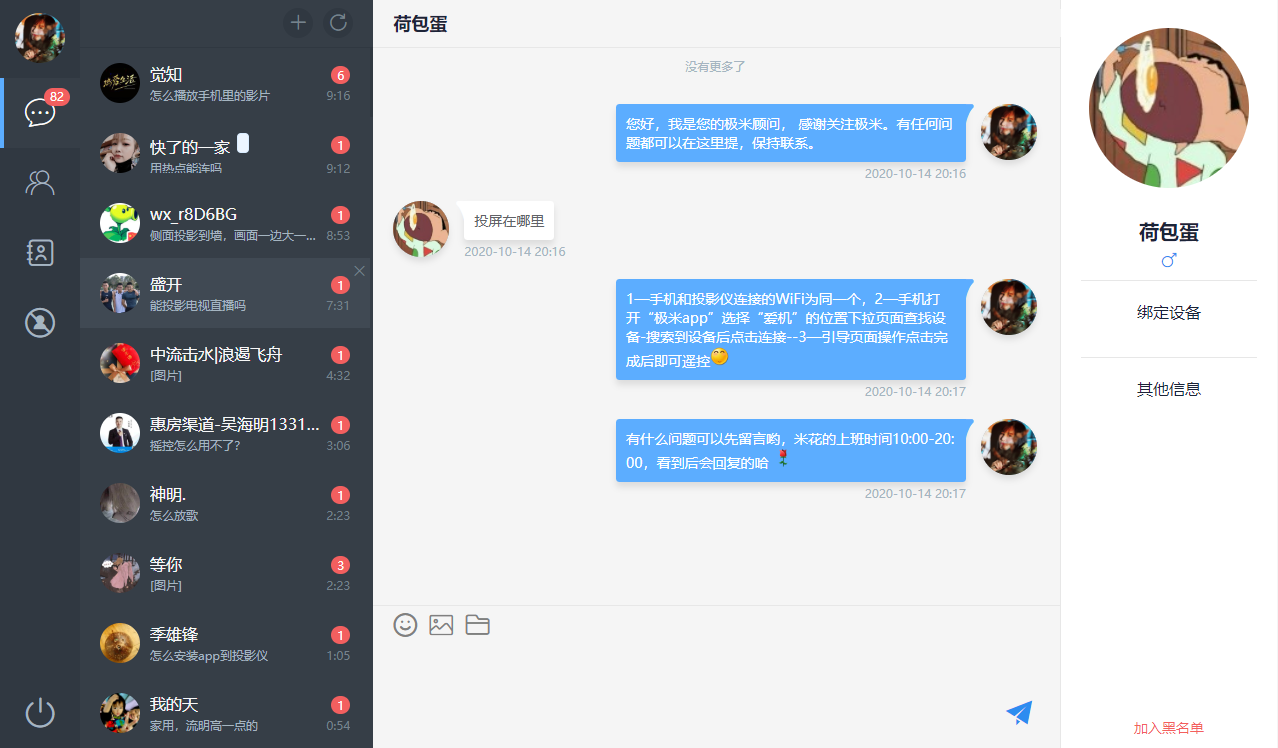 82
觉知
6
怎么播放手机里的影片
9:16
快了的一家
1
用热点能连吗
9:12
wx_r8D6BG
1
侧面投影到墙，画面一边大一...
8:53
盛开
1
能投影电视直播吗
7:31
中流击水|浪遏飞舟
1
[图片]
4:32
惠房渠道-吴海明1331...
1
摇控怎么用不了?
3:06
神明.
1
怎么放歌
2:23
等你
3
[图片]
2:23
季雄锋
1
怎么安装app到投影仪
1:05
我的天
1
家用，流明高一点的
0:54
荷包蛋
没有更多了
您好，我是您的极米顾问， 感谢关注极米。有任何问
题都可以在这里提，保持联系。
2020-10-14 20:16
投屏在哪里
2020-10-14 20:16
1—手机和投影仪连接的WiFi为同一个，2—手机打
开“极米app”选择“爱机”的位置下拉页面查找设
备-搜索到设备后点击连接--3—引导页面操作点击完
成后即可遥控
2020-10-14 20:17
有什么问题可以先留言哟，米花的上班时间10:00-20:
00，看到后会回复的哈
2020-10-14 20:17
荷包蛋
绑定设备
其他信息
加入黑名单